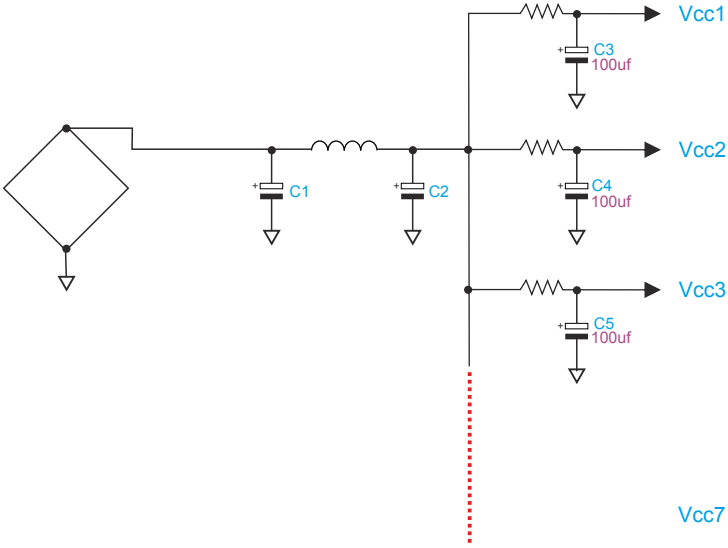 Vcc1
+ C3
100uf
Vcc2
+ C1
+ C2
+ C4
100uf
Vcc3
+ C5
100uf
Vcc7